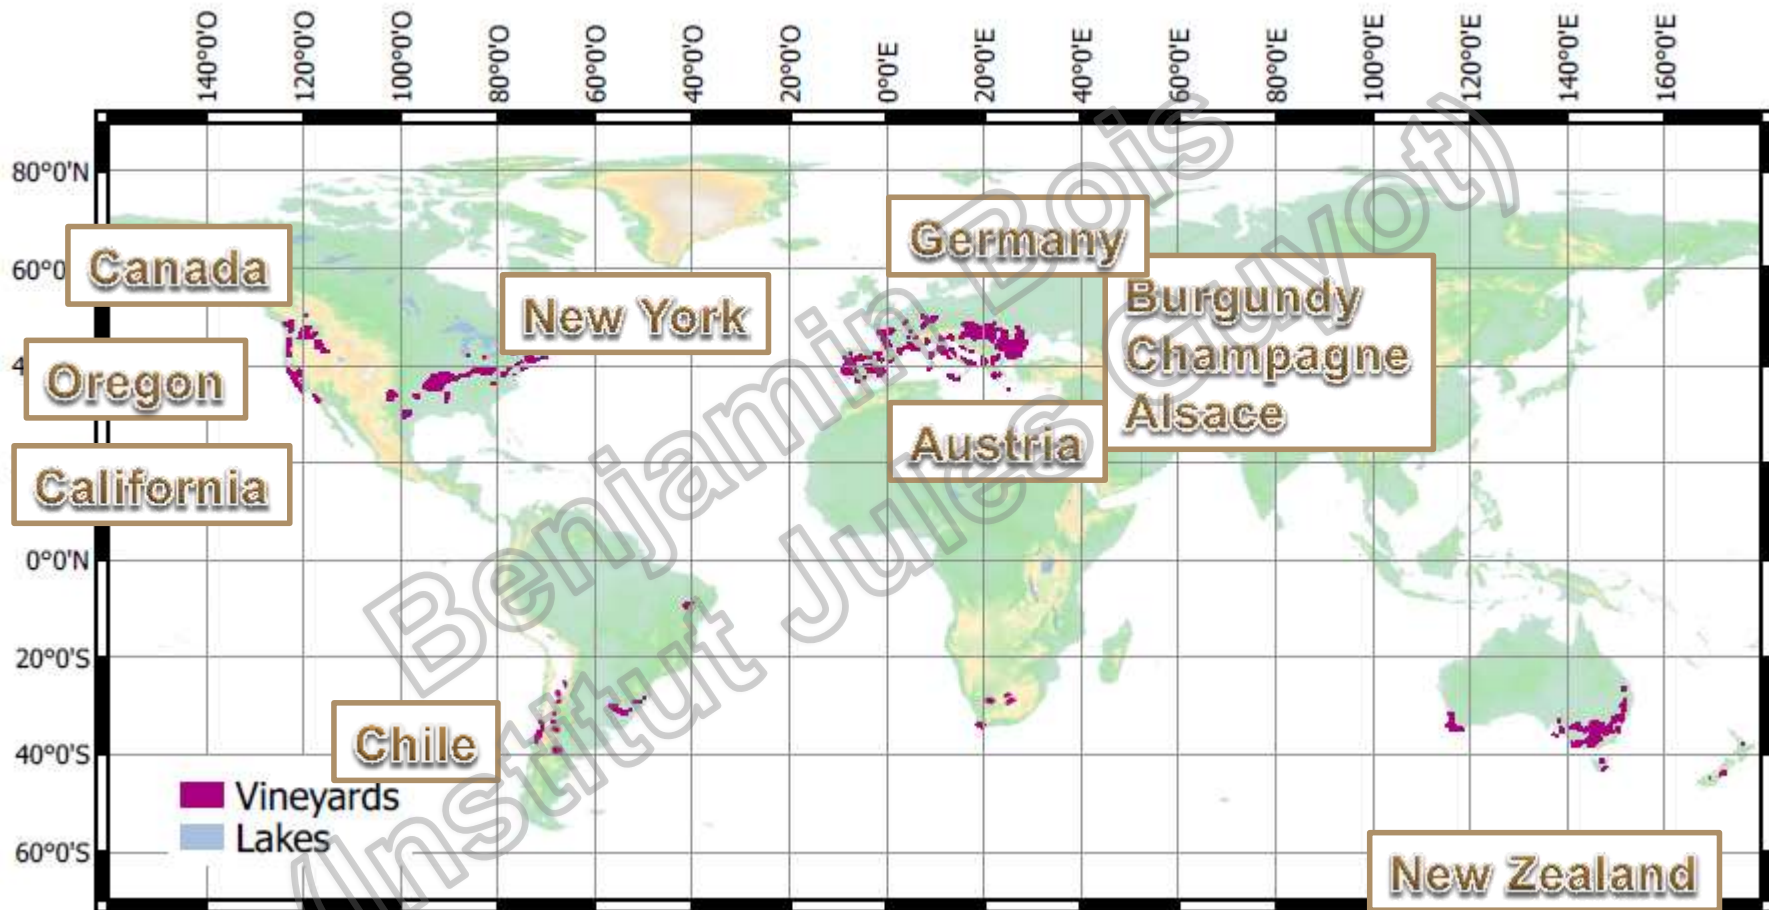 140°0'O 120°0'O 100°0'O 80°0'O 60°0'O 40°0'O 20°0'O 0°0'E 20°0'E 40°0'E 60°0'E 80°0'E 100°0'E 120°0'E 140°0'E 160°0'E
80°0'N
Germany
Canada
60°0
Burgundy
New York
Champagne
4
Oregon
Alsace
Austria
California
0°0'N
20°0'S
Chile
40°0'S
Vineyards
Lakes
60°0'S
New Zealand
Benjamin Bois
(Institut Jules Guyot)